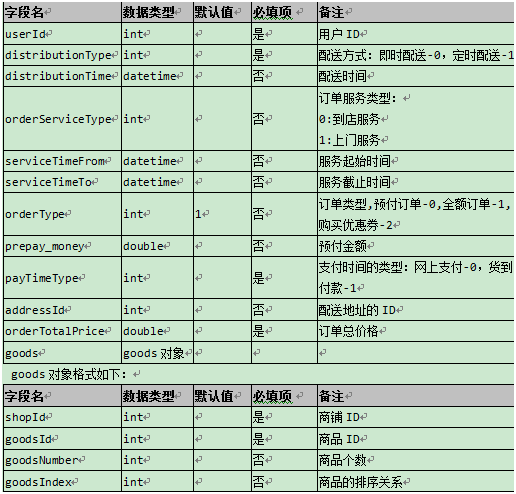 字段名 数据类型 默认值 必填项 备注
userId int 是 用户 ID
distributionType int 是 配送方式：即时配送-0，定时配送-1
distributionTime datetime 否 配送时间
orderServiceType int 否 订单服务类型：
0:到店服务
1:上门服务
serviceTimeFrom datetime 否 服务起始时间
serviceTimeTo datetime 否 服务截止时间
orderType int 1 否 订单类型,预付订单-0,全额订单-1,
购买优惠券-2
prepay_money double 否 预付金额
payTimeType int 是 支付时间的类型：网上支付-0，货到
付款-1
addressId int 否 配送地址的 ID
orderTotalPrice double 是 订单总价格
goods goods 对象
goods 对象格式如下：
字段名 数据类型 默认值 必填项 备注
shopId int 是 商铺 ID
goodsId int 是 商品 ID
goodsNumber int 否 商品个数
goodsIndex int 否 商品的排序关系